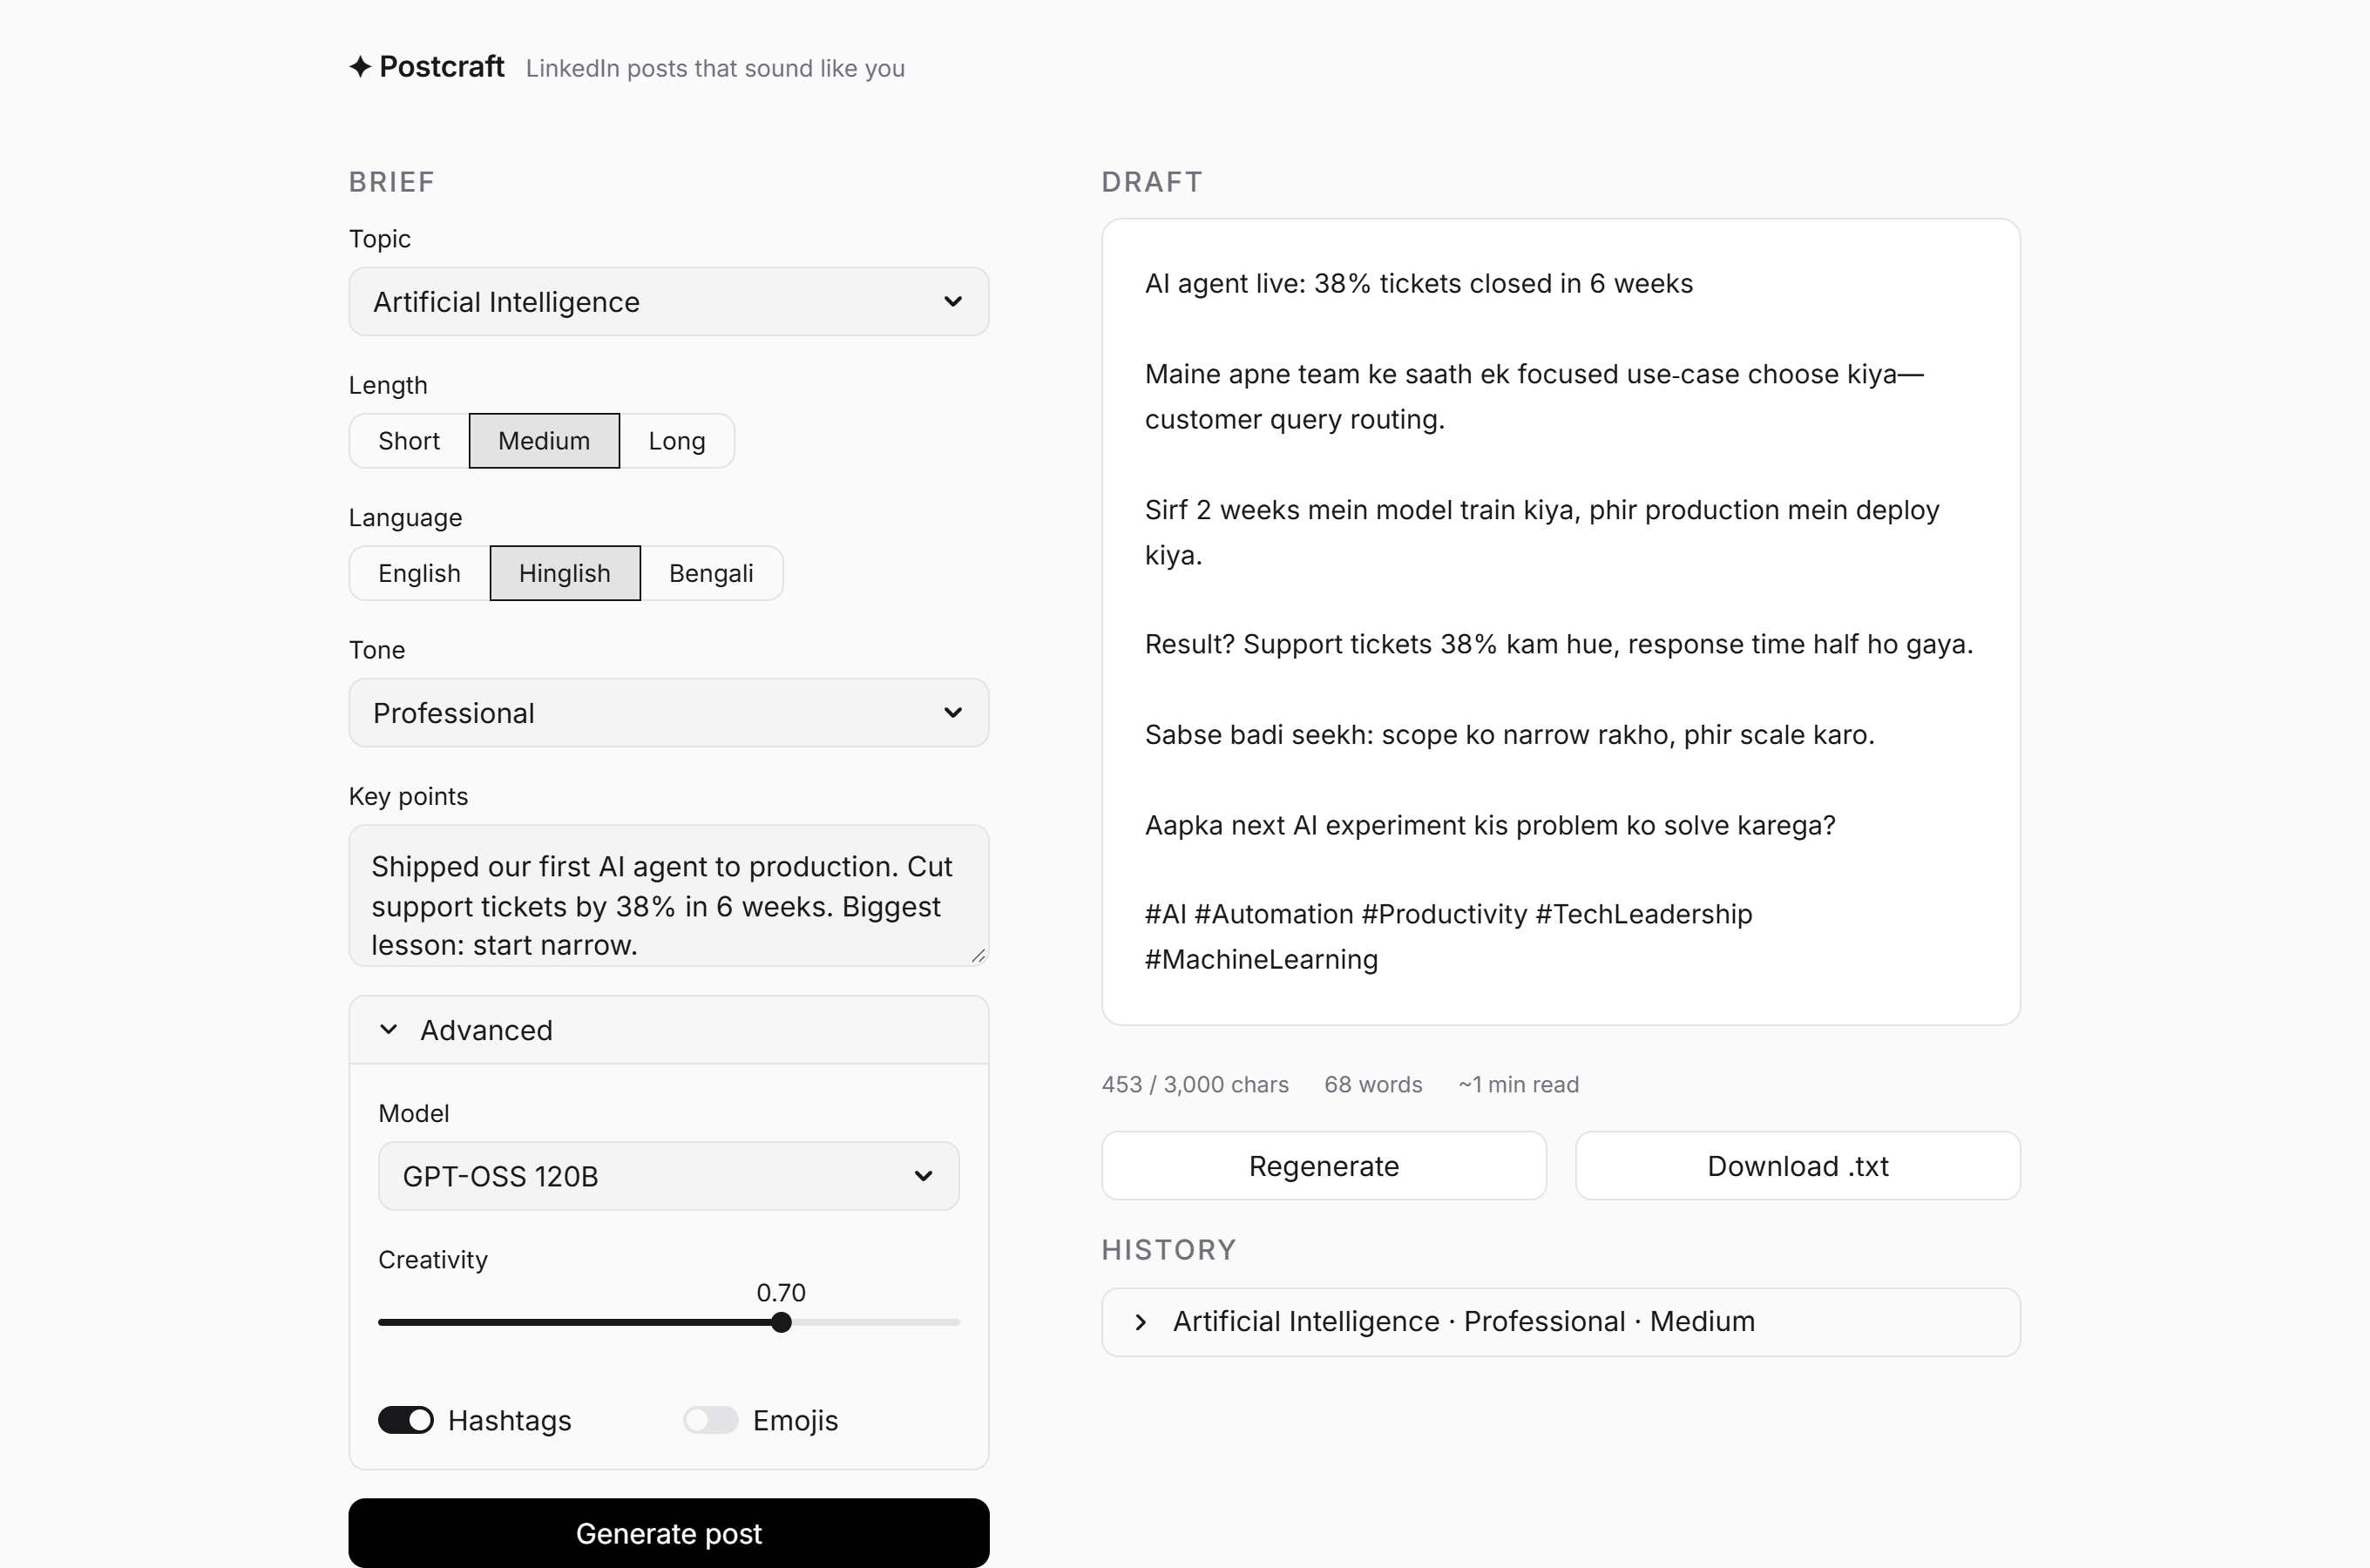 ✦ Postcraft LinkedIn posts that sound like you
BRIEF
Topic
Artificial Intelligence
Length
Short Medium Long
Language
English Hinglish Bengali
Tone
Professional
Key points
Shipped our first AI agent to production. Cut
support tickets by 38% in 6 weeks. Biggest
lesson: start narrow.
Advanced
Model
GPT-OSS 120B
Creativity
0.70
Hashtags Emojis
Generate post
DRAFT
AI agent live: 38% tickets closed in 6 weeks
Maine apne team ke saath ek focused use-case choose kiya—
customer query routing.
Sirf 2 weeks mein model train kiya, phir production mein deploy
kiya.
Result? Support tickets 38% kam hue, response time half ho gaya.
Sabse badi seekh: scope ko narrow rakho, phir scale karo.
Aapka next AI experiment kis problem ko solve karega?
#AI #Automation #Productivity #TechLeadership
#MachineLearning
453 / 3,000 chars 68 words ~1 min read
Regenerate Download .txt
HISTORY
Artificial Intelligence · Professional · Medium